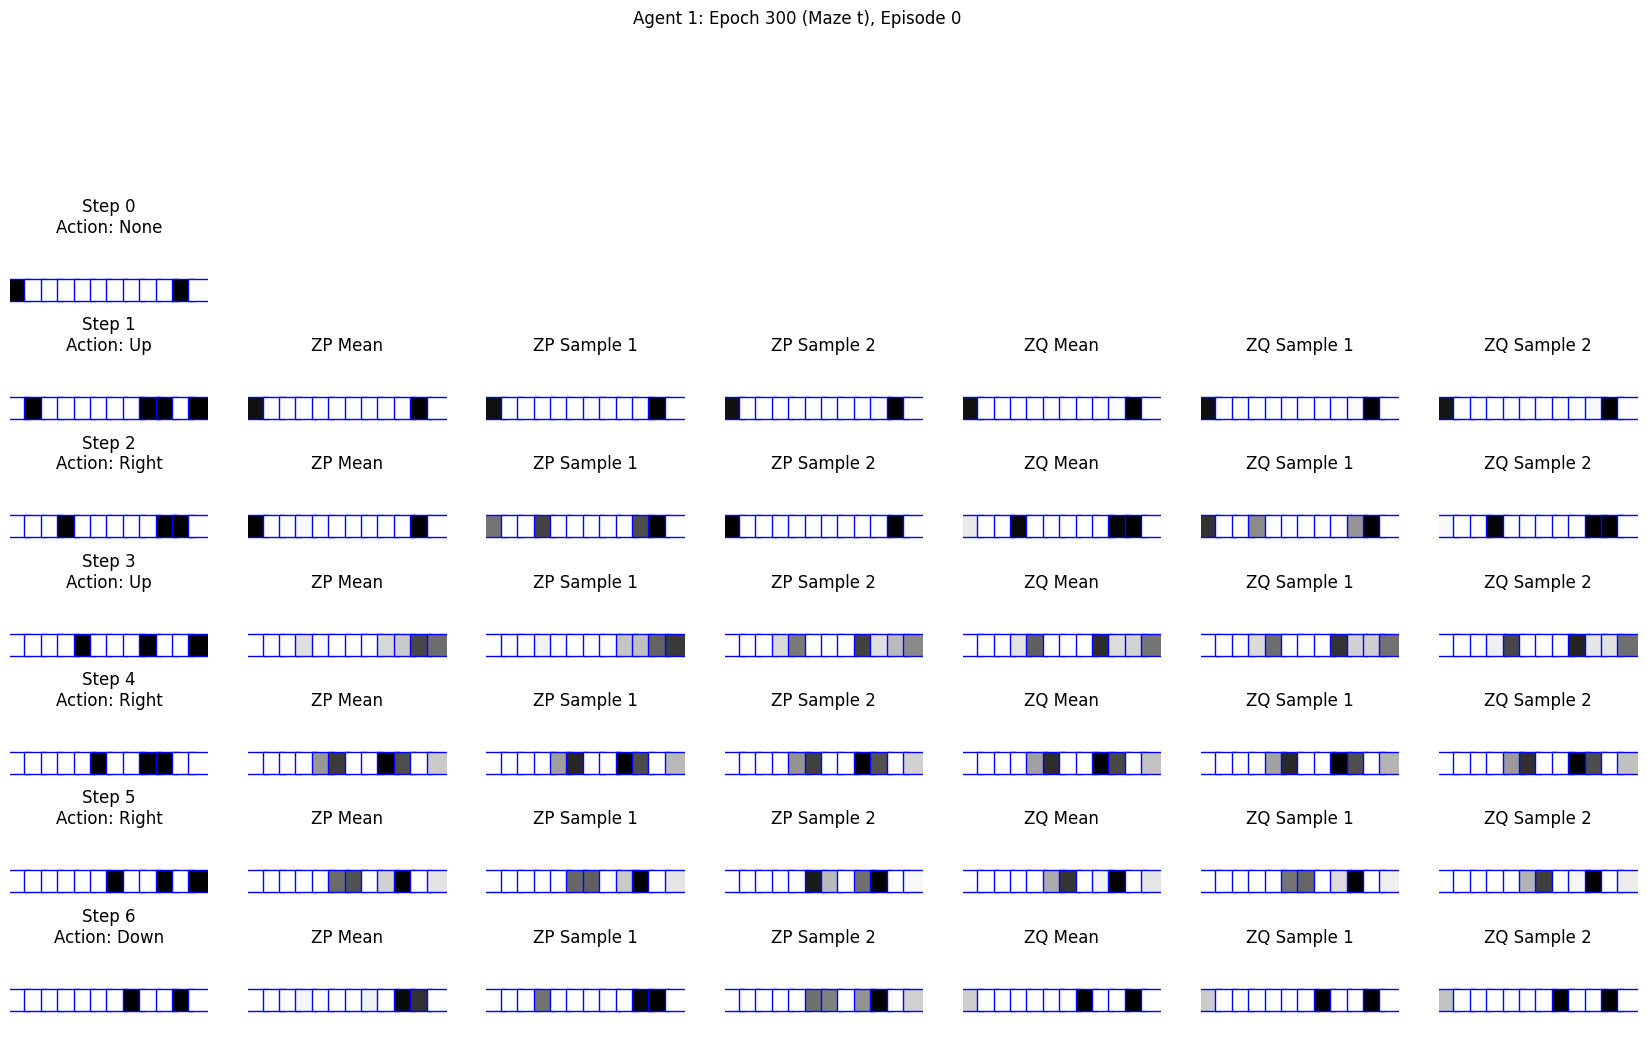 Agent 1: Epoch 300 (Maze t), Episode 0
Step 0
Action: None
Step 1
Action: Up
ZP Mean
ZP Sample 1
ZP Sample 2
ZQ Mean
ZQ Sample 1
ZQ Sample 2
Step 2
Action: Right
ZP Mean
ZP Sample 1
ZP Sample 2
ZQ Mean
ZQ Sample 1
ZQ Sample 2
Step 3
Action: Up
ZP Mean
ZP Sample 1
ZP Sample 2
ZQ Mean
ZQ Sample 1
ZQ Sample 2
Step 4
Action: Right
ZP Mean
ZP Sample 1
ZP Sample 2
ZQ Mean
ZQ Sample 1
ZQ Sample 2
Step 5
Action: Right
ZP Mean
ZP Sample 1
ZP Sample 2
ZQ Mean
ZQ Sample 1
ZQ Sample 2
Step 6
Action: Down
ZP Mean
ZP Sample 1
ZP Sample 2
ZQ Mean
ZQ Sample 1
ZQ Sample 2